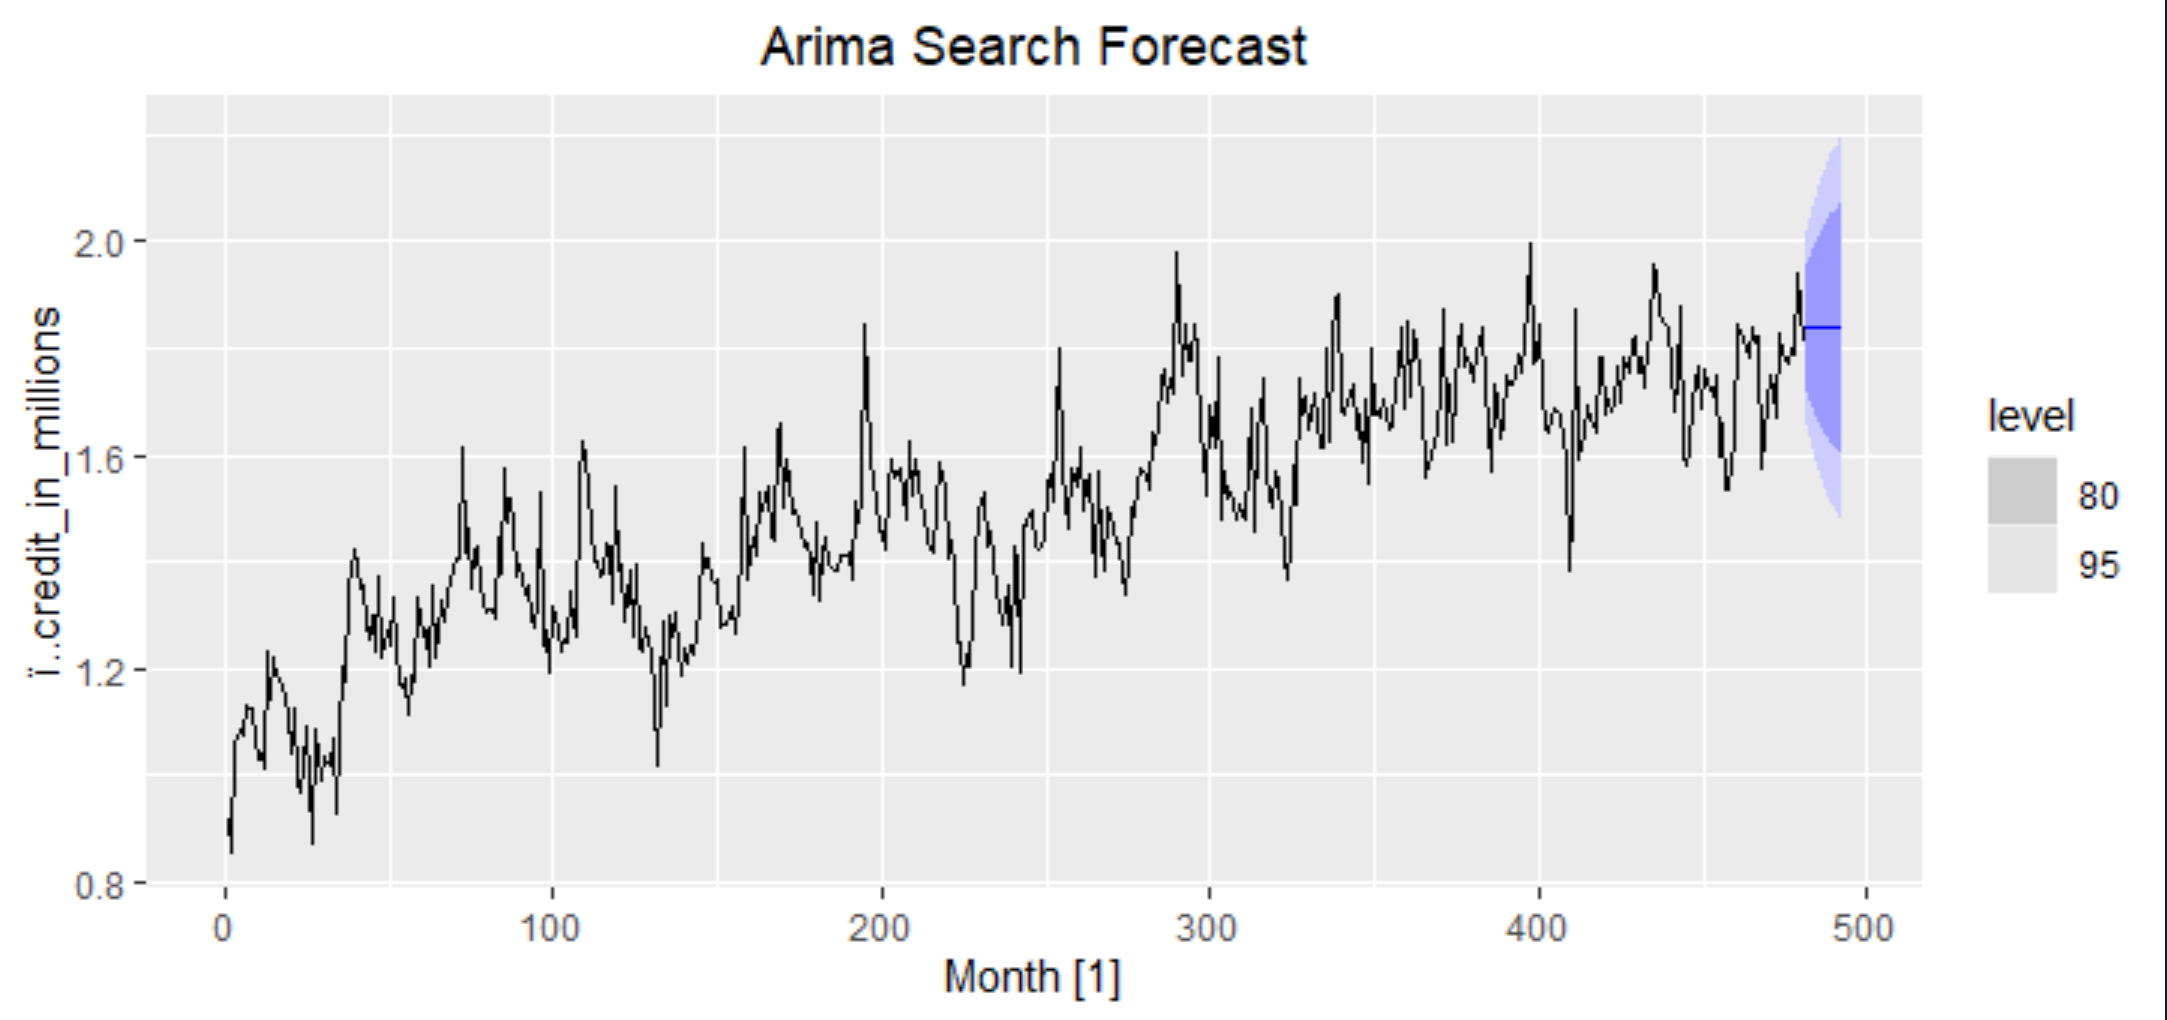 Arima Search Forecast
ï..credit_in_millions
2.0
1.6
1.2
0.8
0 100 200 300 400 500
Month [1]
level
80
95